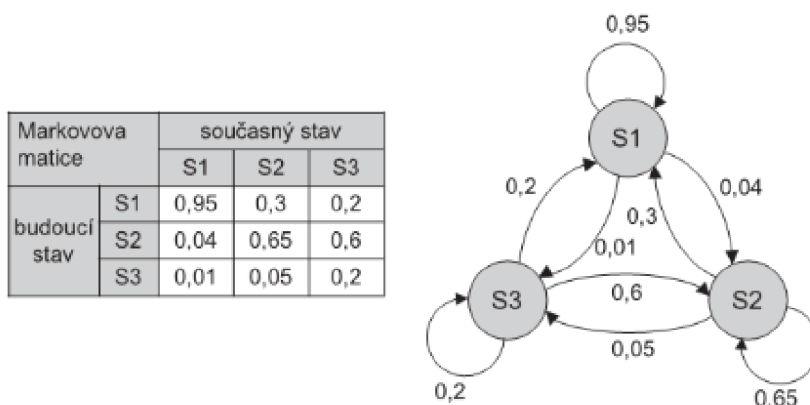 Markovova matice
současný stav
S1 S2 S3
budoucí stav
S1 0,95 0,3 0,2
S2 0,04 0,65 0,6
S3 0,01 0,05 0,2
0,95
S1
0,2
0,04
0,3
0,01
S3
0,6
S2
0,05
0,2
0,65